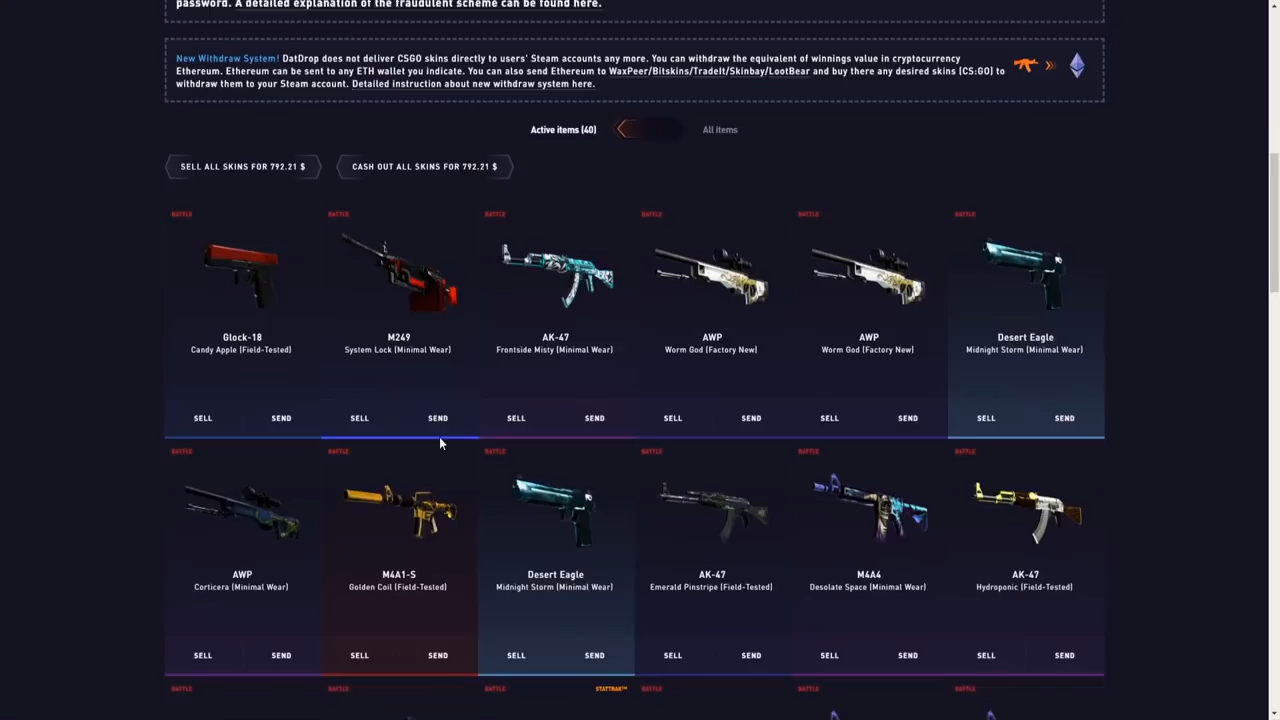 password. A detailed explanation of the fraudulent scheme can be found here.
New Withdraw System! DatDrop does not deliver CSGO skins directly to users' Steam accounts any more. You can withdraw the equivalent of winnings value in cryptocurrency
Ethereum. Ethereum can be sent to any ETH wallet you indicate. You can also send Ethereum to WaxPeer/Bitskins/TradeIt/Skinbay/LootBear and buy there any desired skins (CS:GO) to
withdraw them to your Steam account. Detailed instruction about new withdraw system here.
Active items (40) All items
SELL ALL SKINS FOR 792.21 $ CASH OUT ALL SKINS FOR 792.21 $
BATTLE BATTLE BATTLE BATTLE BATTLE BATTLE
Glock-18 M249 AK-47 AWP AWP Desert Eagle
Candy Apple (Field-Tested) System Lock (Minimal Wear) Frontside Misty (Minimal Wear) Worm God (Factory New) Worm God (Factory New) Midnight Storm (Minimal Wear)
SELL SEND SELL SEND SELL SEND SELL SEND SELL SEND SELL SEND
BATTLE BATTLE BATTLE BATTLE BATTLE BATTLE
AWP M4A1-S Desert Eagle AK-47 M4A4 AK-47
Corticera (Minimal Wear) Golden Coil (Field-Tested) Midnight Storm (Minimal Wear) Emerald Pinstripe (Field-Tested) Desolate Space (Minimal Wear) Hydroponic (Field-Tested)
SELL SEND SELL SEND SELL SEND SELL SEND SELL SEND SELL SEND
BATTLE BATTLE BATTLE STATTRAK™ BATTLE BATTLE BATTLE